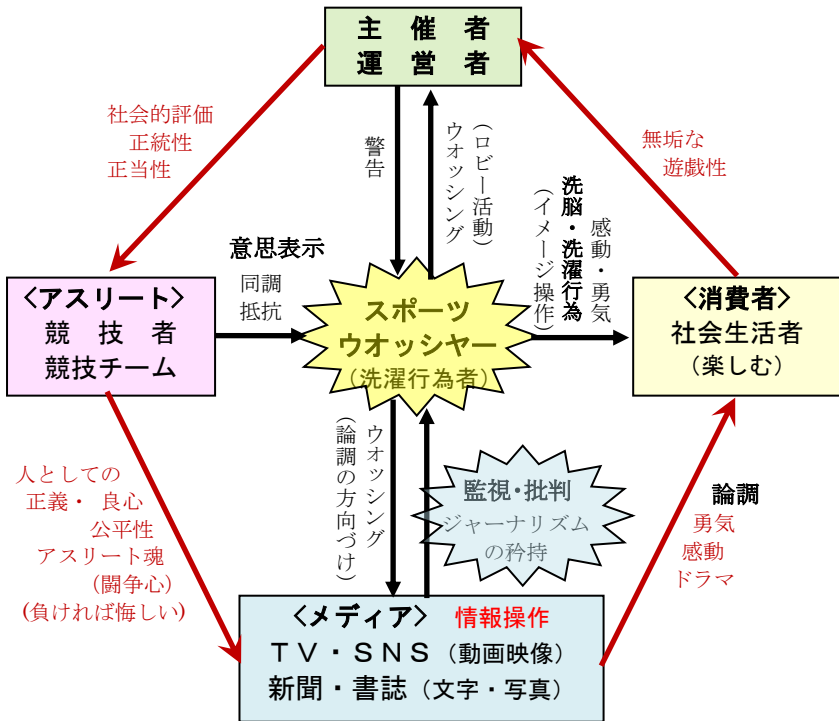 主 催 者
運 営 者
社会的評価
正統性
正当性
警告
ウオッシング
(ロビー活動)
無垢な
遊戯性
感動・勇気
洗脳・洗濯行為
(イメージ操作)
意思表示
同調
抵抗
〈アスリート〉
競 技 者
競技チーム
スポーツ
ウオッシャー
(洗濯行為者)
〈消費者〉
社会生活者
(楽しむ)
ウオッシング
(論調の方向づけ)
人としての
正義・ 良心
公平性
アスリート魂
(闘争心)
(負ければ悔しい)
監視・批判
ジャーナリズム
の矜持
論調
勇気
感動
ドラマ
〈メディア〉 情報操作
ＴＶ・ＳＮＳ (動画映像)
新聞・書誌 (文字・写真)